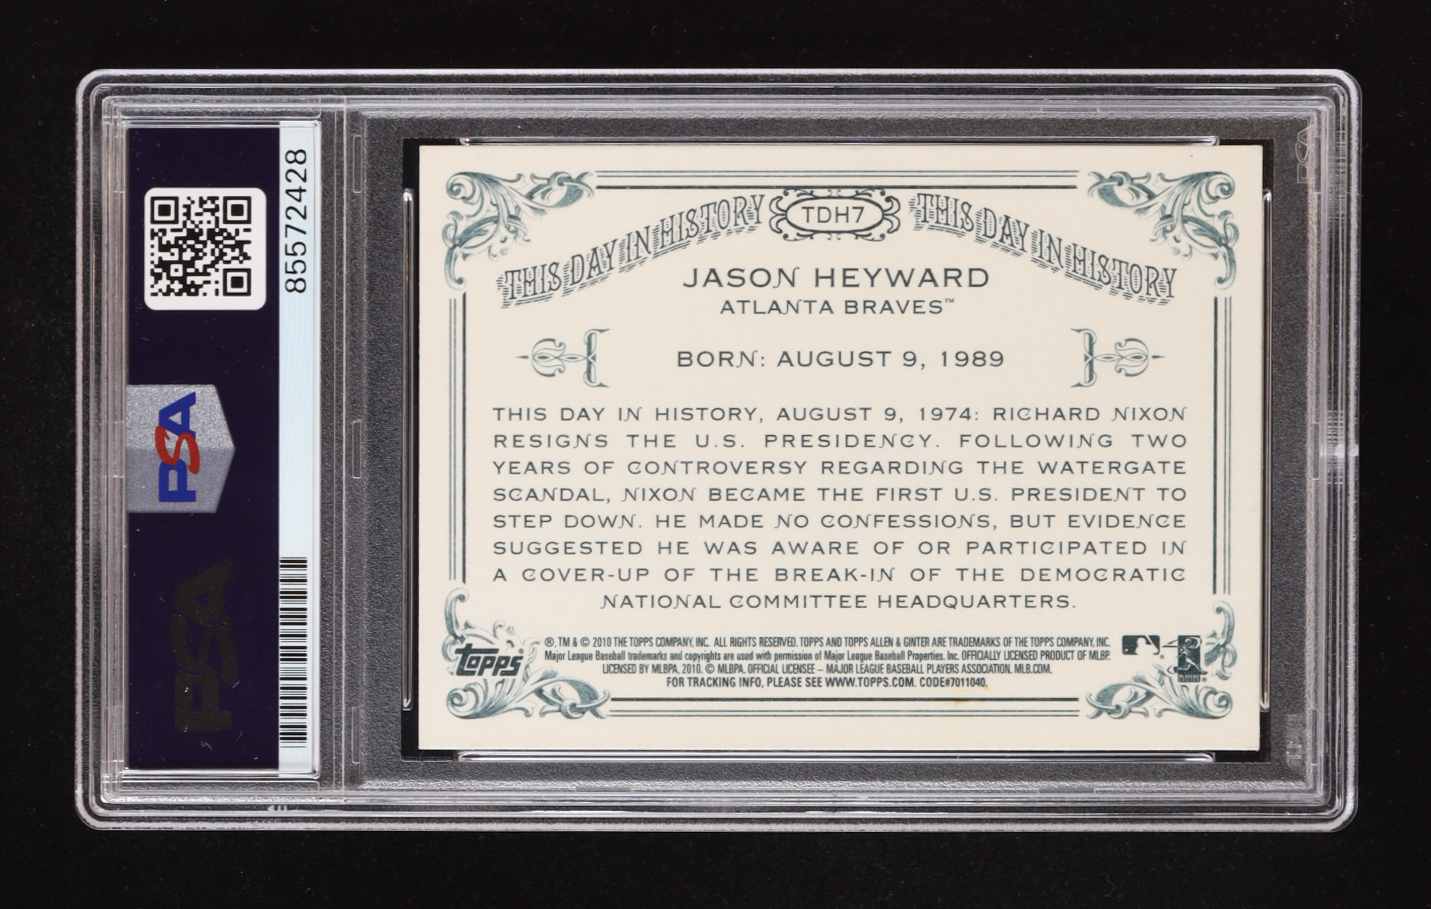 85572428
PSA
PSA
THIS DAY IN HISTORY TDH7 THIS DAY IN HISTORY
JASON HEYWARD
ATLANTA BRAVES™
BORN: AUGUST 9, 1989
THIS DAY IN HISTORY, AUGUST 9, 1974: RICHARD NIXON
RESIGNS THE U.S. PRESIDENCY. FOLLOWING TWO
YEARS OF CONTROVERSY REGARDING THE WATERGATE
SCANDAL, NIXON BECAME THE FIRST U.S. PRESIDENT TO
STEP DOWN. HE MADE NO CONFESSIONS, BUT EVIDENCE
SUGGESTED HE WAS AWARE OF OR PARTICIPATED IN
A COVER-UP OF THE BREAK-IN OF THE DEMOCRATIC
NATIONAL COMMITTEE HEADQUARTERS.
Topps
®, TM & © 2010 THE TOPPS COMPANY, INC. ALL RIGHTS RESERVED. TOPPS AND TOPPS ALLEN & GINTER ARE TRADEMARKS OF THE TOPPS COMPANY, INC.
Major League Baseball trademarks and copyrights are used with permission of Major League Baseball Properties, Inc. OFFICIALLY LICENSED PRODUCT OF MLBP.
LICENSED BY MLBPA, 2010. © MLBPA. OFFICIAL LICENSEE – MAJOR LEAGUE BASEBALL PLAYERS ASSOCIATION. MLB.COM.
FOR TRACKING INFO, PLEASE SEE WWW.TOPPS.COM. CODE#7011040.
PSA